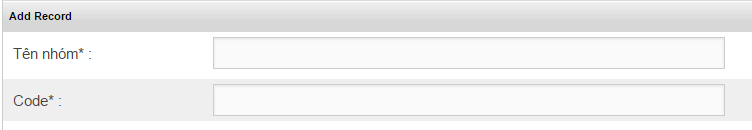 Add Record
Tên nhóm* :
Code* :